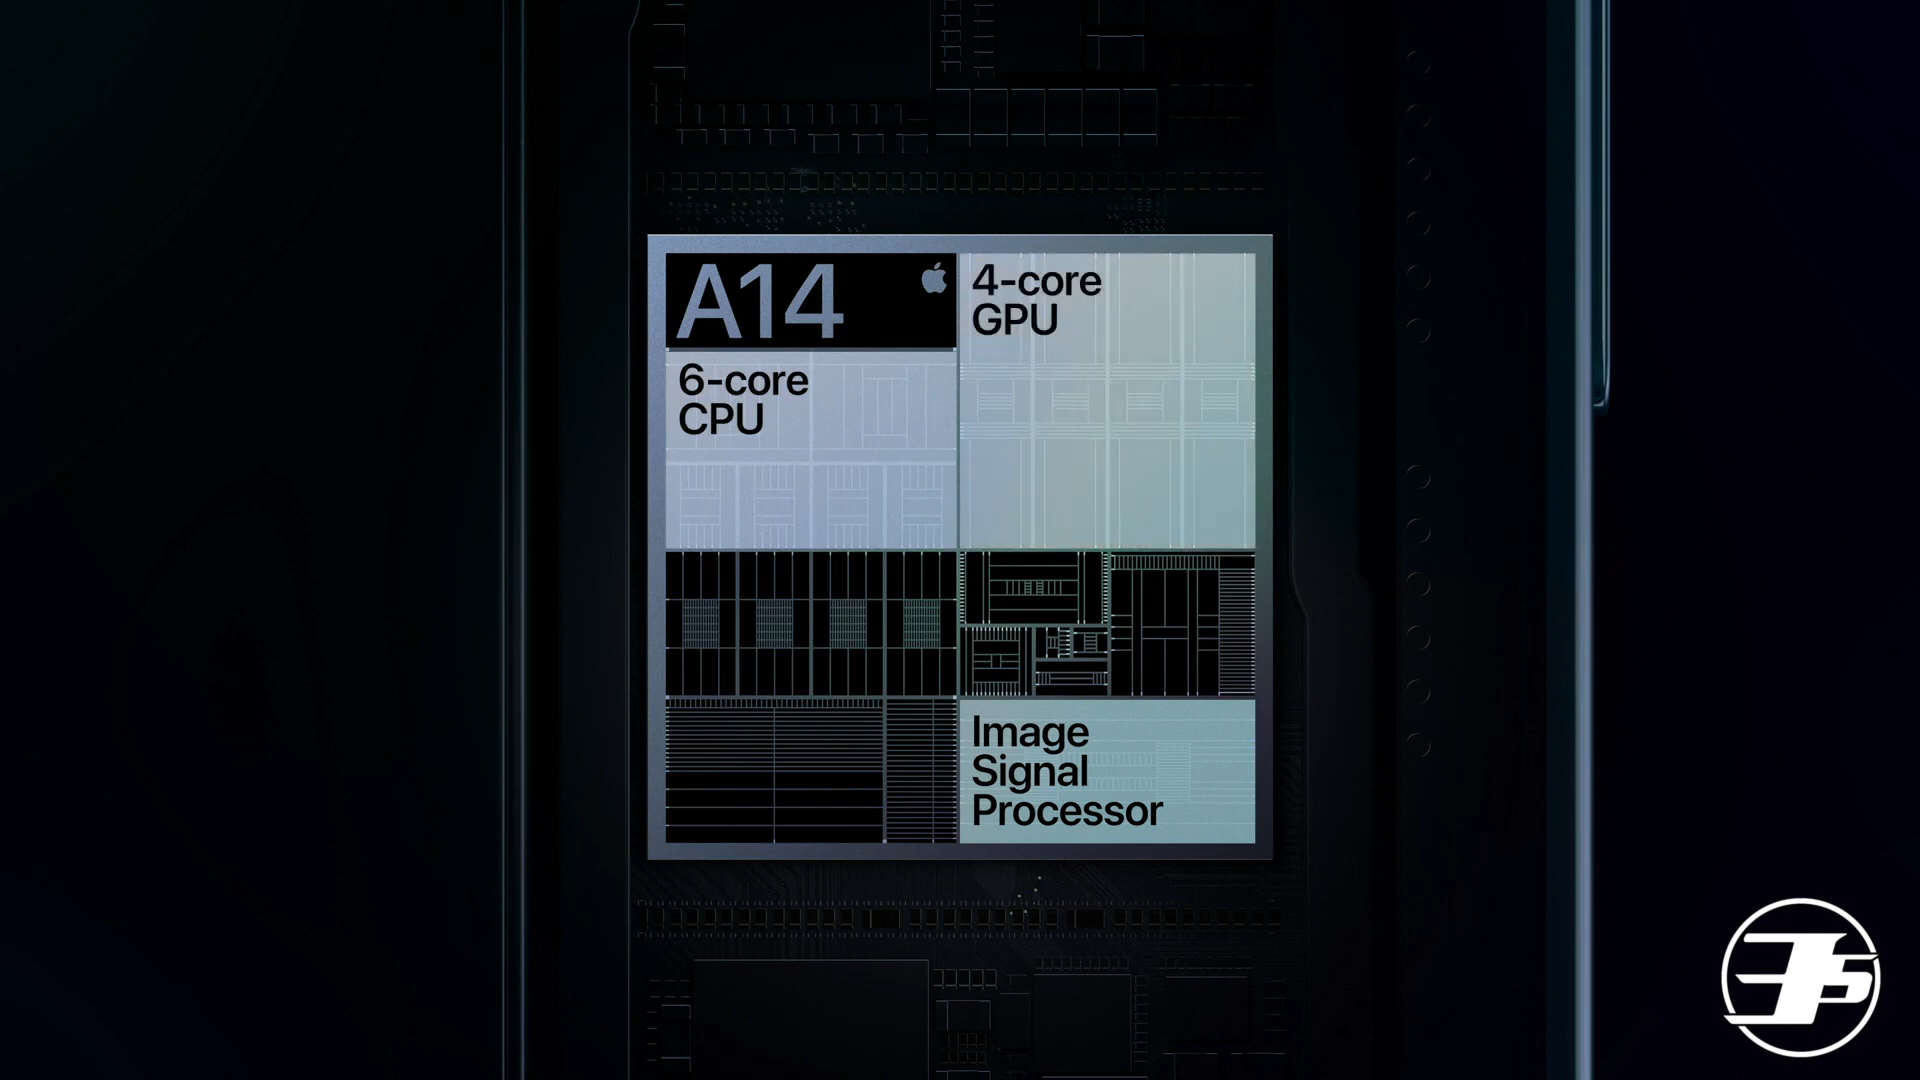 A14
6-core
CPU
4-core
GPU
Image
Signal
Processor